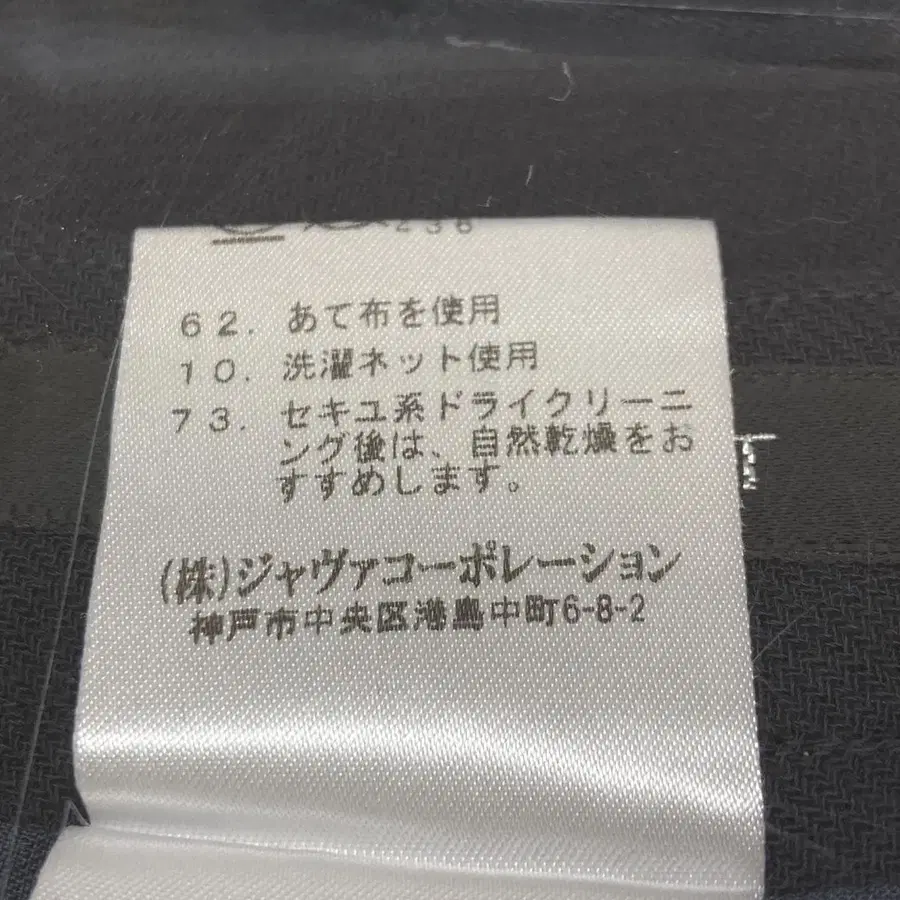 236
62. あて布を使用
10. 洗濯ネット使用
73. セキユ系ドライクリーニ
ング後は、自然乾燥をお
すすめします。
(株)ジャヴァコーポレーション
神戸市中央区港島中町6-8-2